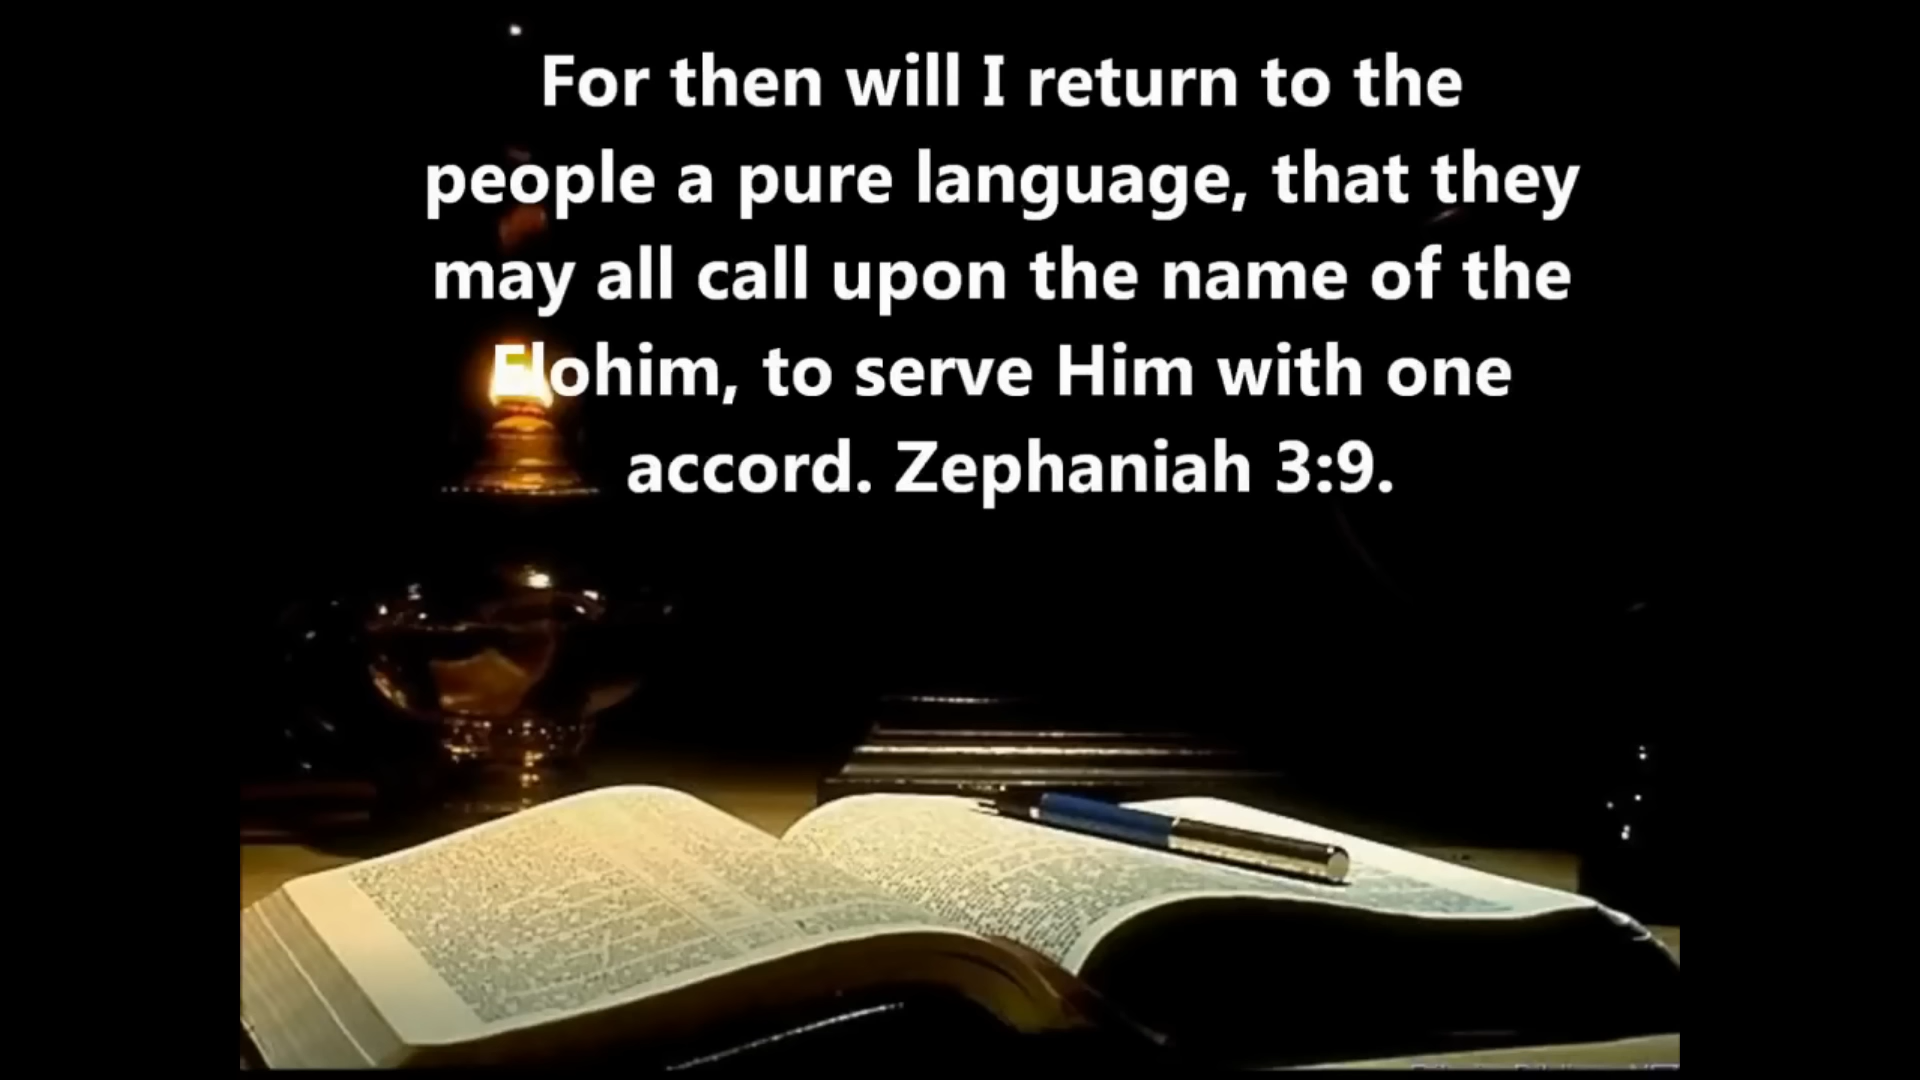 For then will I return to the
people a pure language, that they
may all call upon the name of the
Elohim, to serve Him with one
accord. Zephaniah 3:9.